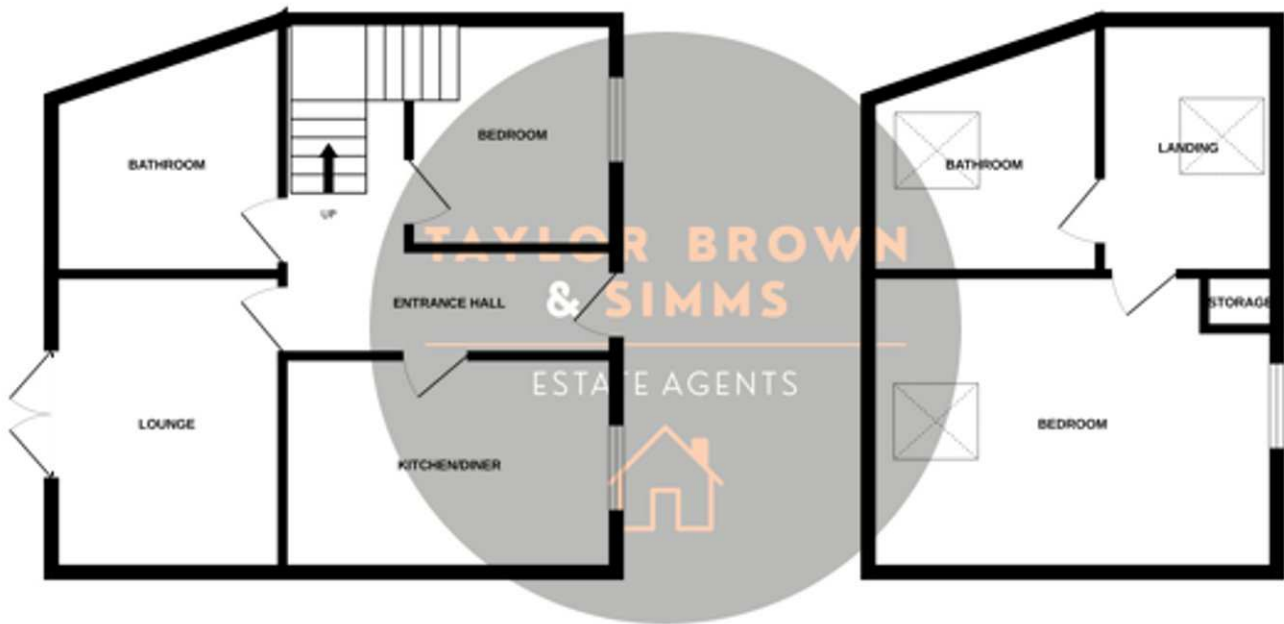 BATHROOM
UP
BEDROOM
TAYLOR BROWN
& SIMMS
ESTATE AGENTS
ENTRANCE HALL
LOUNGE
KITCHEN/DINER
BATHROOM
LANDING
STORAGE
BEDROOM